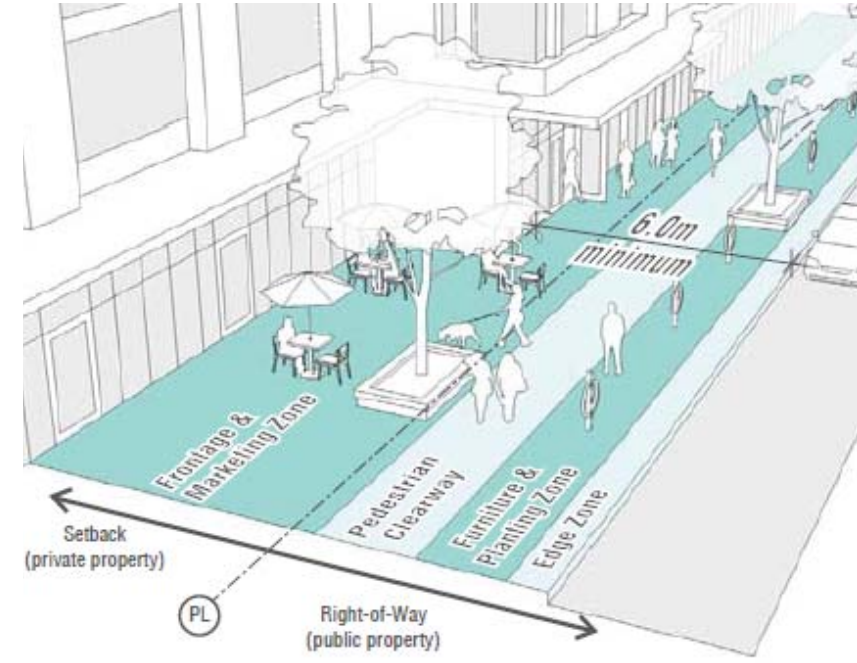 6.0m
minimum
Frontage &
Marketing Zone
Pedestrian
Clearway
Furniture &
Planting Zone
Edge Zone
Setback
(private property)
PL
Right-of-Way
(public property)